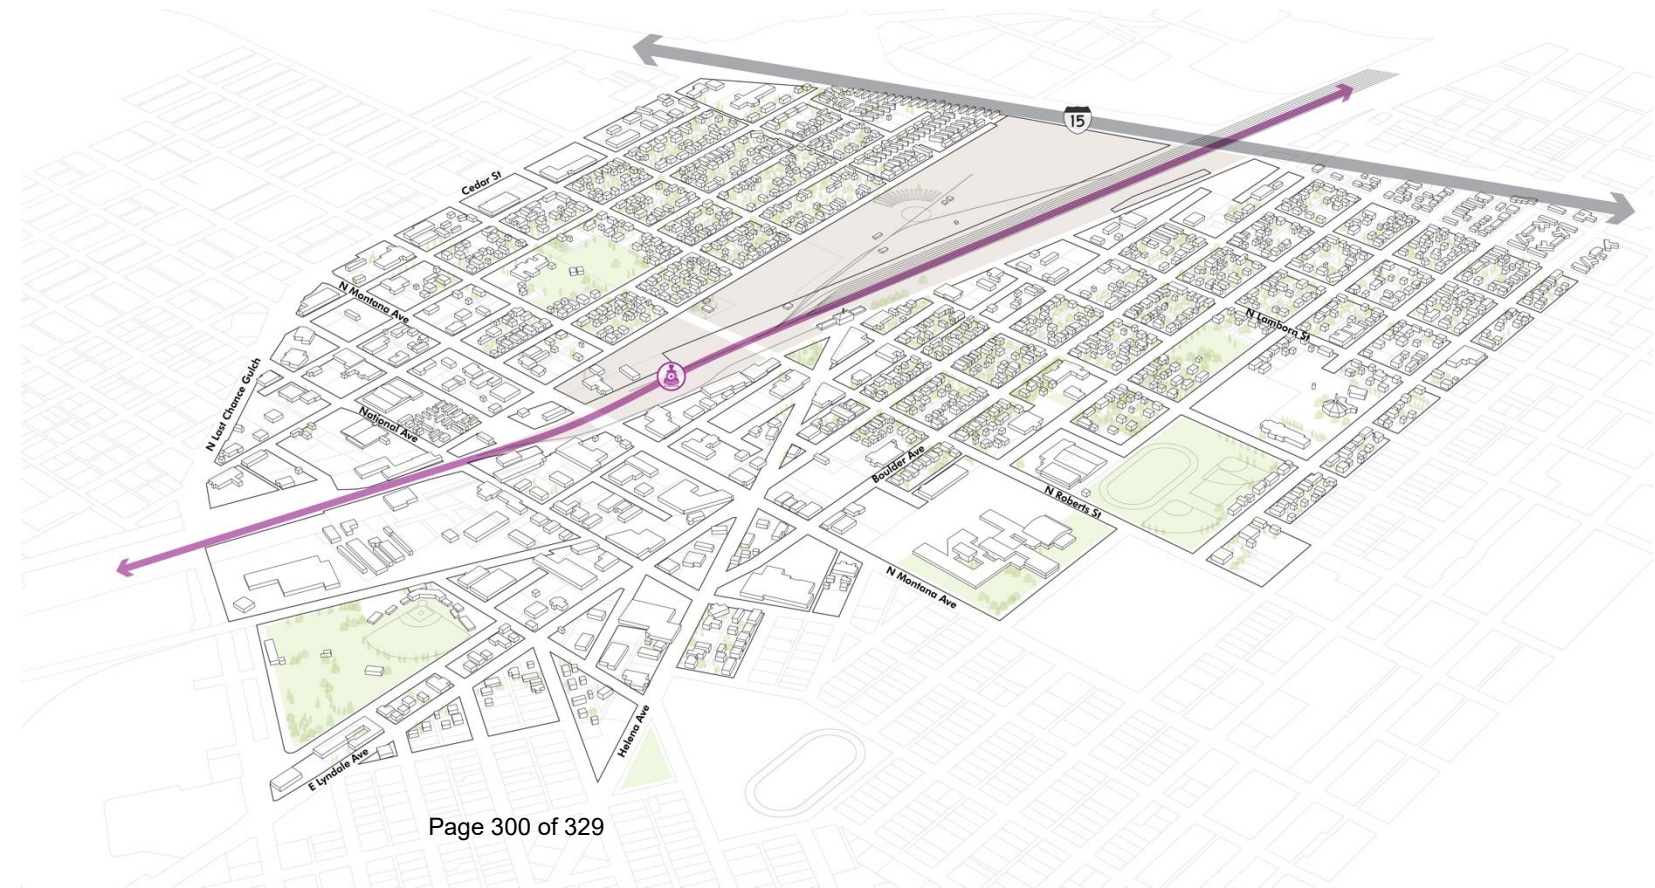 15
Cedar St
N Montana Ave
N Last Chance Gulch
National Ave
N Lamborn St
Boulder Ave
N Roberts St
N Montana Ave
Helena Ave
E Lyndale Ave
Page 300 of 329